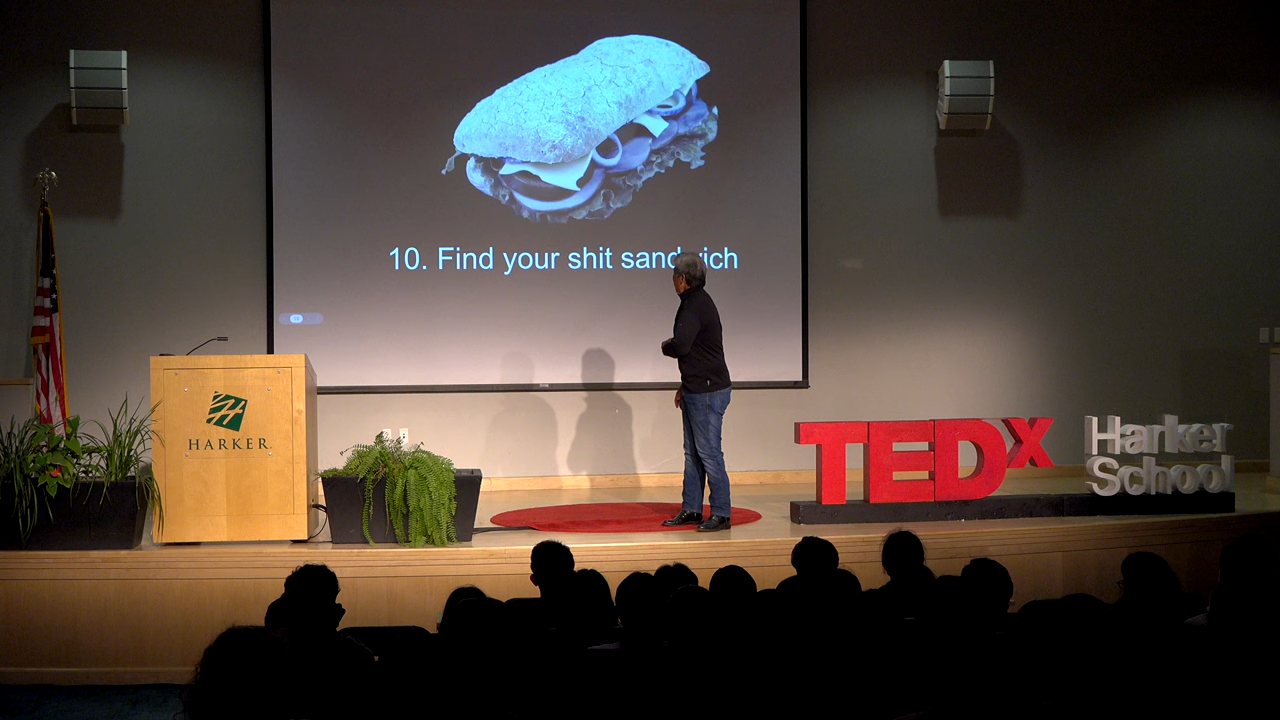 10. Find your shit sandwich
HARKER
TEDx
Harker
School